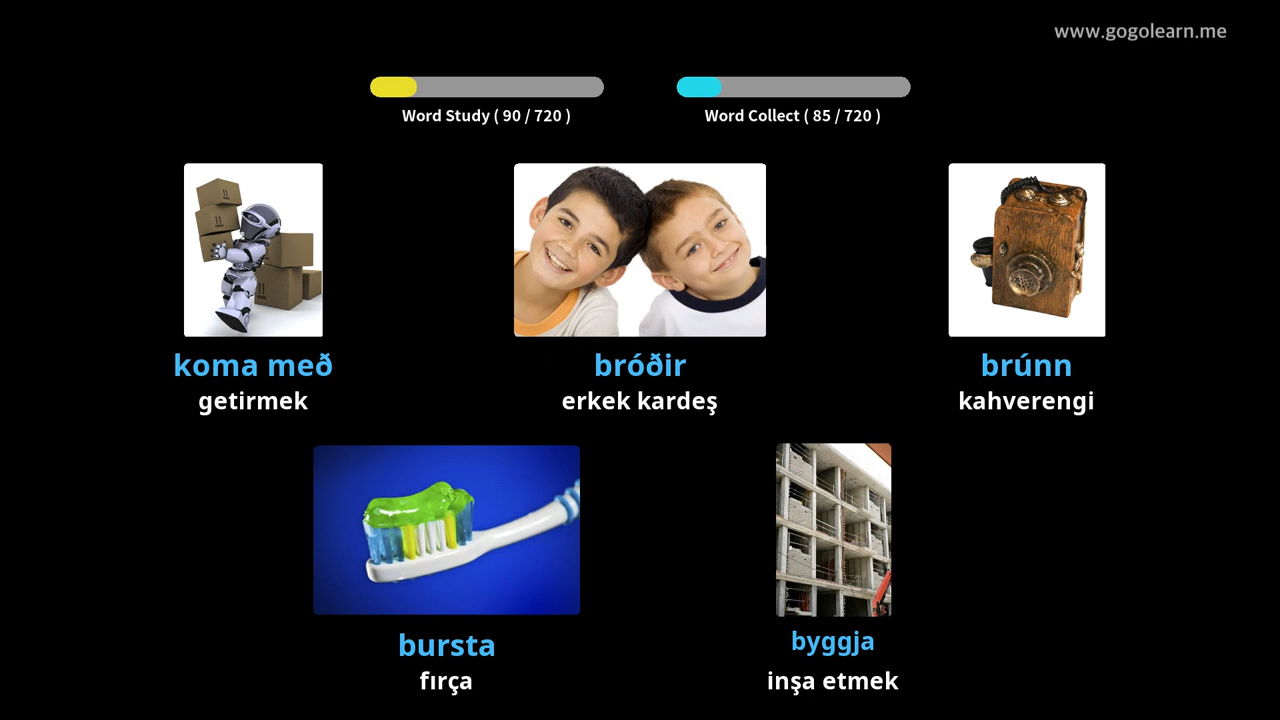 www.gogolearn.me
Word Study ( 90 / 720 )
Word Collect ( 85 / 720 )
koma með
getirmek
bróðir
erkek kardeş
brúnn
kahverengi
bursta
fırça
byggja
inşa etmek